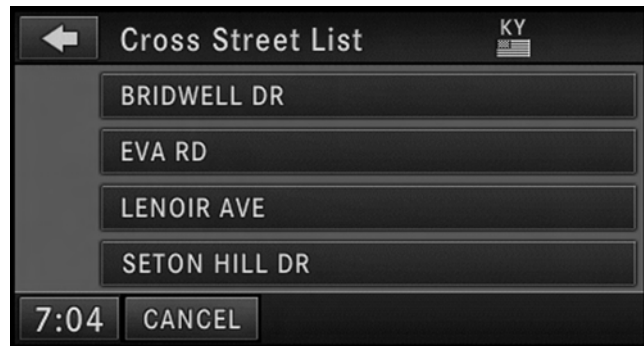 Cross Street List
KY
BRIDWELL DR
EVA RD
LENOIR AVE
SETON HILL DR
7:04 CANCEL